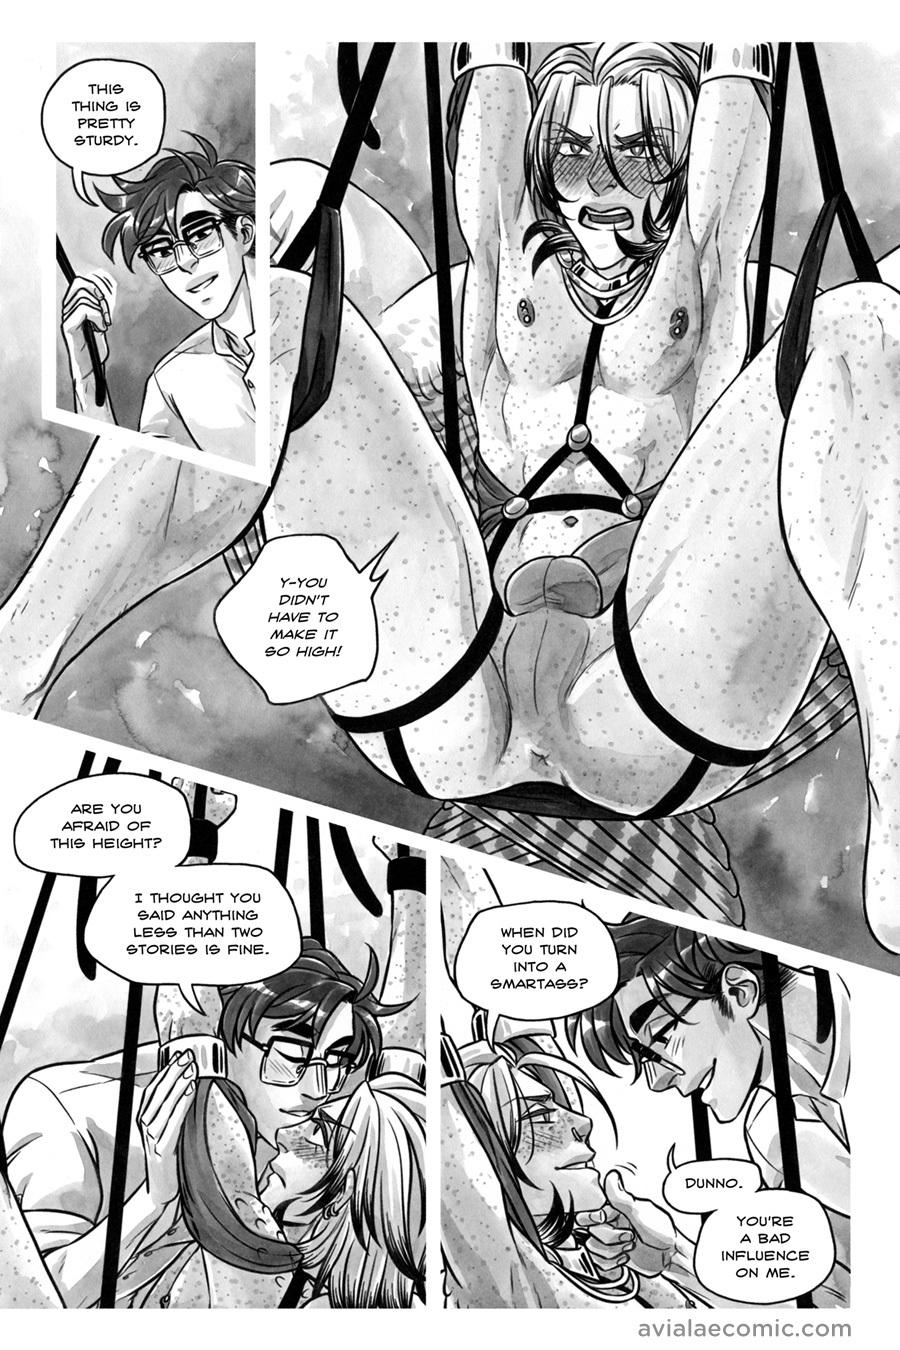 THIS
THING IS
PRETTY
STURDY.
Y-YOU
DIDN'T
HAVE TO
MAKE IT
SO HIGH!
ARE YOU
AFRAID OF
THIS HEIGHT?
I THOUGHT YOU
SAID ANYTHING
LESS THAN TWO
STORIES IS FINE.
WHEN DID
YOU TURN
INTO A
SMARTASS?
DUNNO.
YOU'RE
A BAD
INFLUENCE
ON ME.
avialaecomic.com